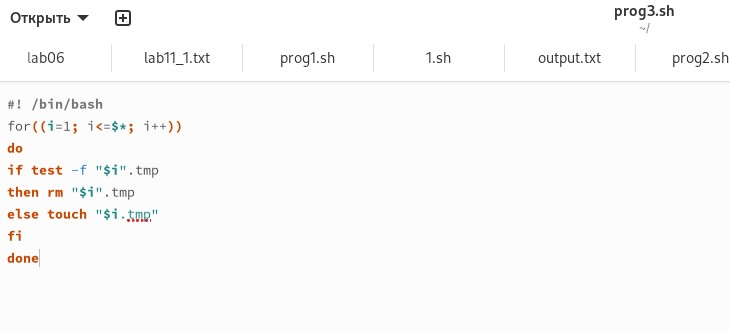 Открыть
prog3.sh
~/
lab06
lab11_1.txt
prog1.sh
1.sh
output.txt
prog2.sh
#! /bin/bash
for((i=1; i<=$*; i++))
do
if test -f "$i".tmp
then rm "$i".tmp
else touch "$i.tmp"
fi
done